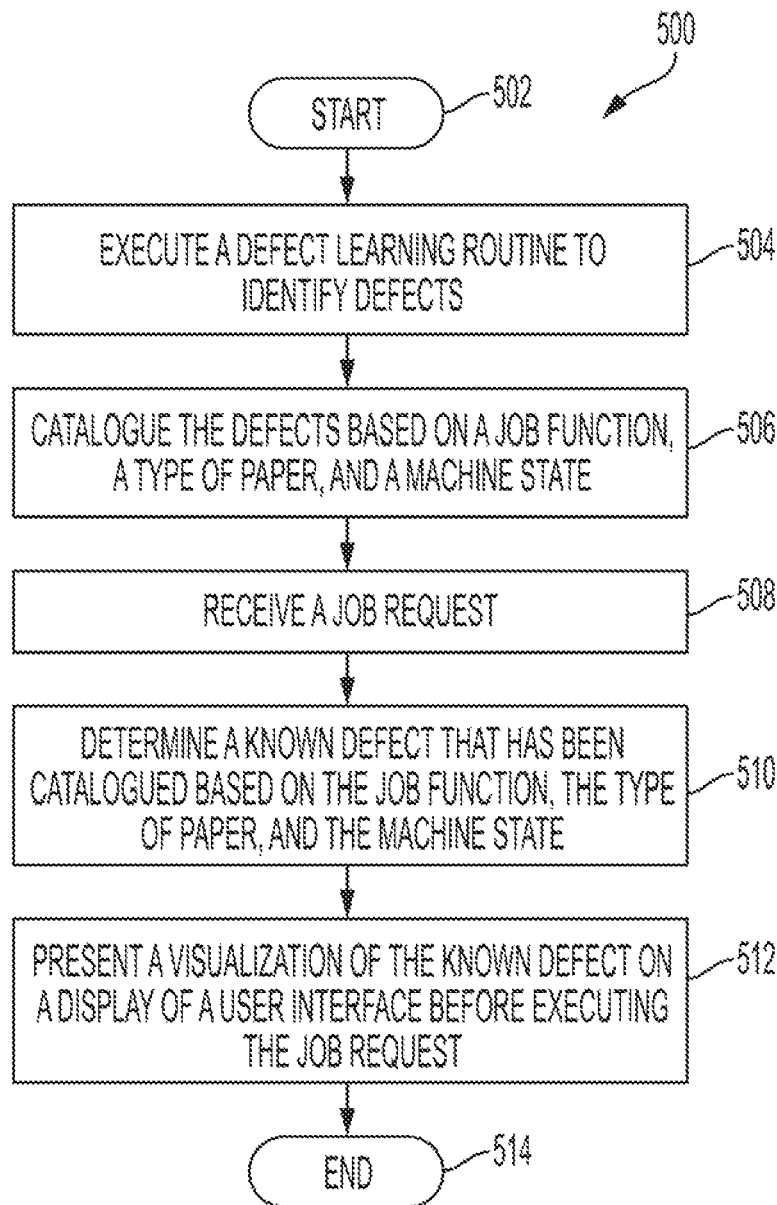 500
START
502
EXECUTE A DEFECT LEARNING ROUTINE TO
IDENTIFY DEFECTS
504
CATALOGUE THE DEFECTS BASED ON A JOB FUNCTION,
A TYPE OF PAPER, AND A MACHINE STATE
506
RECEIVE A JOB REQUEST
508
DETERMINE A KNOWN DEFECT THAT HAS BEEN
CATALOGUED BASED ON THE JOB FUNCTION, THE TYPE
OF PAPER, AND THE MACHINE STATE
510
PRESENT A VISUALIZATION OF THE KNOWN DEFECT ON
A DISPLAY OF A USER INTERFACE BEFORE EXECUTING
THE JOB REQUEST
512
END
514